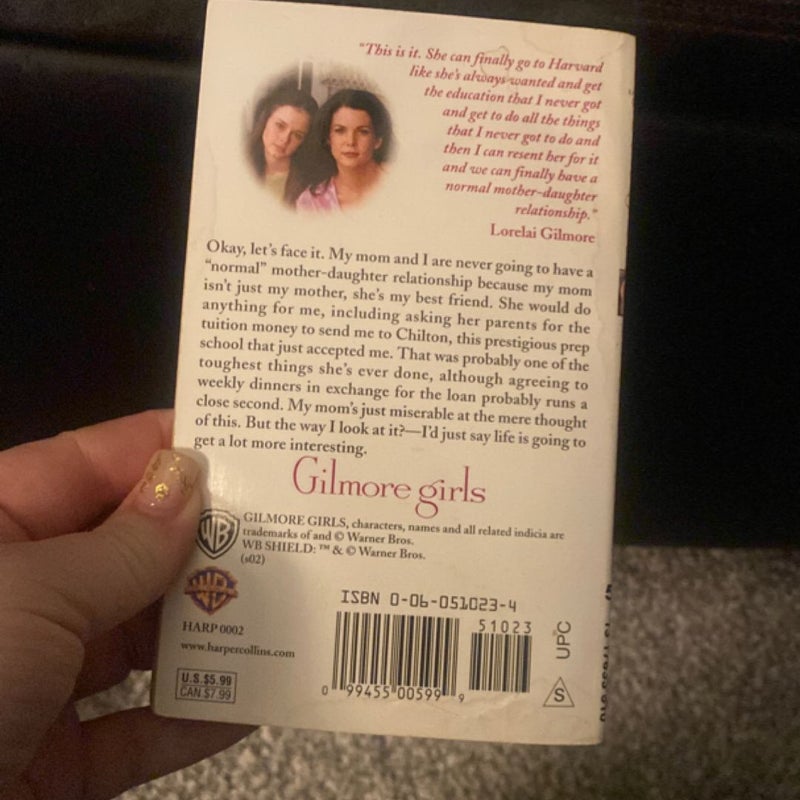 "This is it. She can finally go to Harvard
like she's always wanted and get
the education that I never got
and get to do all the things
that I never got to do and
then I can resent her for it
and we can finally have a
normal mother-daughter
relationship."
Lorelai Gilmore
Okay, let's face it. My mom and I are never going to have a
"normal" mother-daughter relationship because my mom
isn't just my mother, she's my best friend. She would do
anything for me, including asking her parents for the
tuition money to send me to Chilton, this prestigious prep
school that just accepted me. That was probably one of the
toughest things she's ever done, although agreeing to
weekly dinners in exchange for the loan probably runs a
close second. My mom's just miserable at the mere thought
of this. But the way I look at it?—I'd just say life is going to
get a lot more interesting.
Gilmore girls
WB
GILMORE GIRLS, characters, names and all related indicia are
trademarks of and © Warner Bros.
WB SHIELD: ™ & © Warner Bros.
(s02)
WB
HARP 0002
www.harpercollins.com
U.S.$5.99
CAN.$7.99
ISBN 0-06-051023-4
51023
0 99455 00599 9
UPC
S